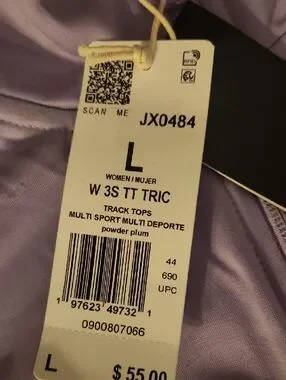 SCAN ME
JX0484
L
WOMEN / MUJER
W 3S TT TRIC
TRACK TOPS
MULTI SPORT MULTI DEPORTE
powder plum
44
690
UPC
1 97623 49732 1
0900807066
L
$ 55.00